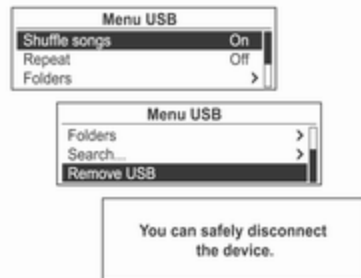 Menu USB
Shuffle songs On
Repeat Off
Folders >
Menu USB
Folders >
Search... >
Remove USB
You can safely disconnect
the device.